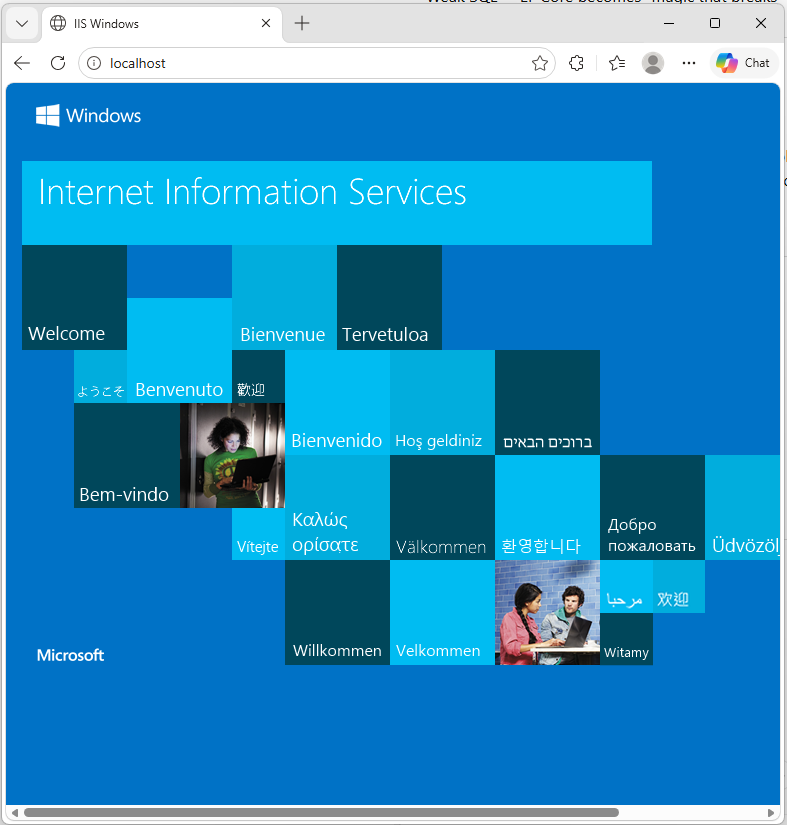 Weak SQL
EF Core becomes "magic that breaks
IIS Windows
localhost
Chat
Windows
Internet Information Services
Welcome
Bienvenue
Tervetuloa
ようこそ
Benvenuto
歡迎
Bienvenido
Hoş geldiniz
ברוכים הבאים
Bem-vindo
Vítejte
Καλώς
ορίσατε
Välkommen
환영합니다
Добро
пожаловать
Üdvözöl
Willkommen
Velkommen
مرحبا
欢迎
Witamy
Microsoft